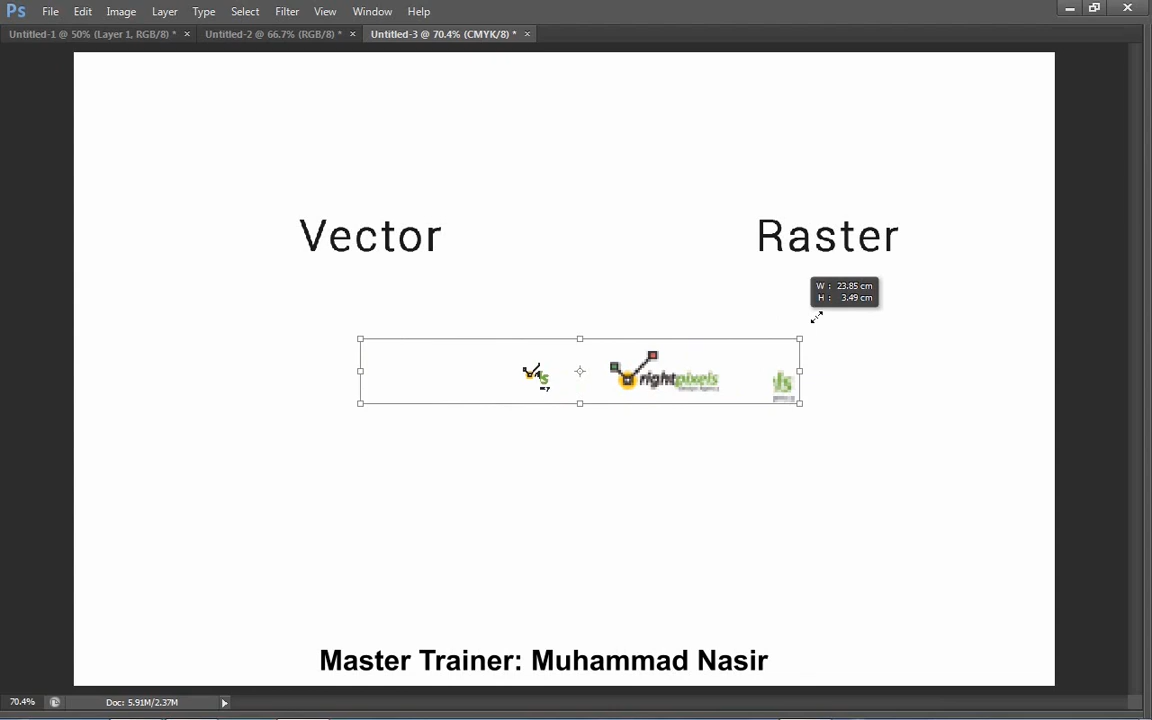 Ps File Edit Image Layer Type Select Filter View Window Help
Untitled-1 @ 50% (Layer 1, RGB/8) * × Untitled-2 @ 66.7% (RGB/8) * × Untitled-3 @ 70.4% (CMYK/8) * ×
Vector Raster
W : 23.85 cm
H : 3.49 cm
rightpixels
Master Trainer: Muhammad Nasir
70.4% Doc: 5.91M/2.37M